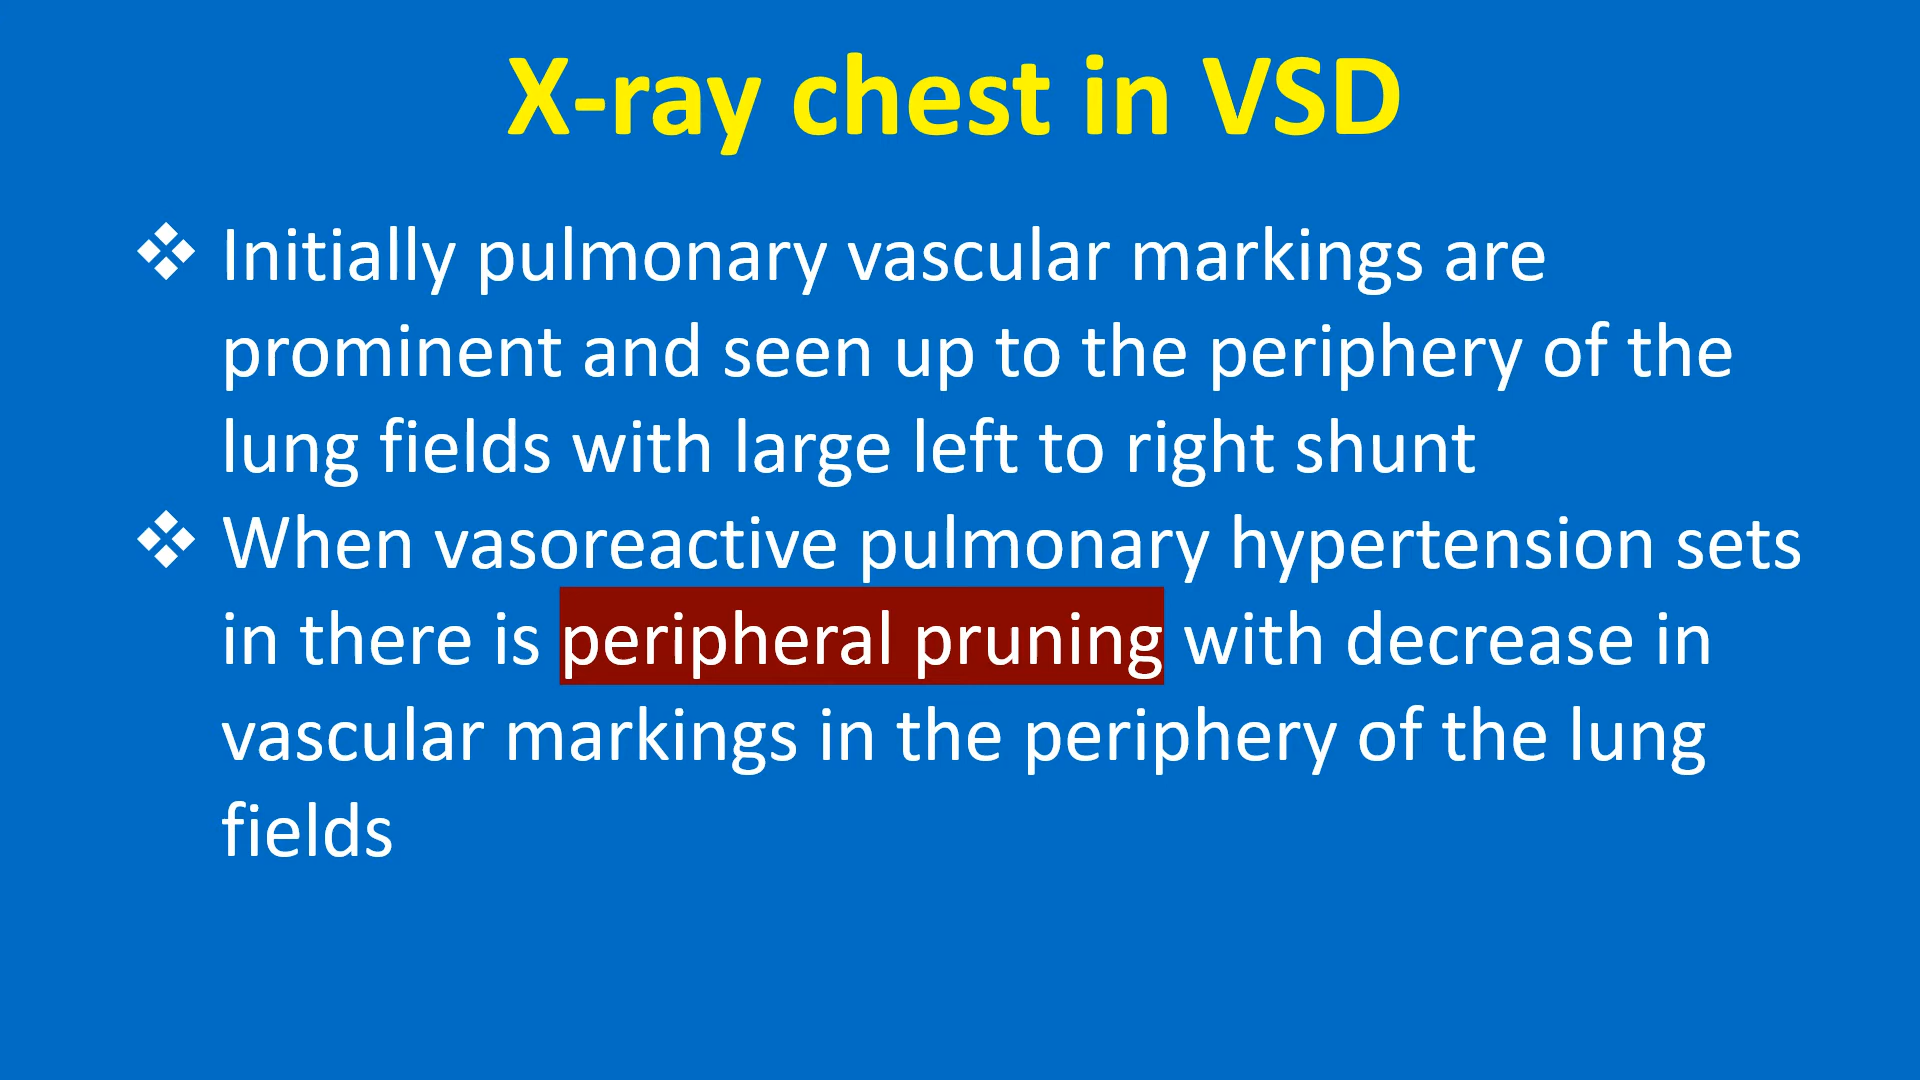 X-ray chest in VSD
❖ Initially pulmonary vascular markings are
prominent and seen up to the periphery of the
lung fields with large left to right shunt
❖ When vasoreactive pulmonary hypertension sets
in there is peripheral pruning with decrease in
vascular markings in the periphery of the lung
fields